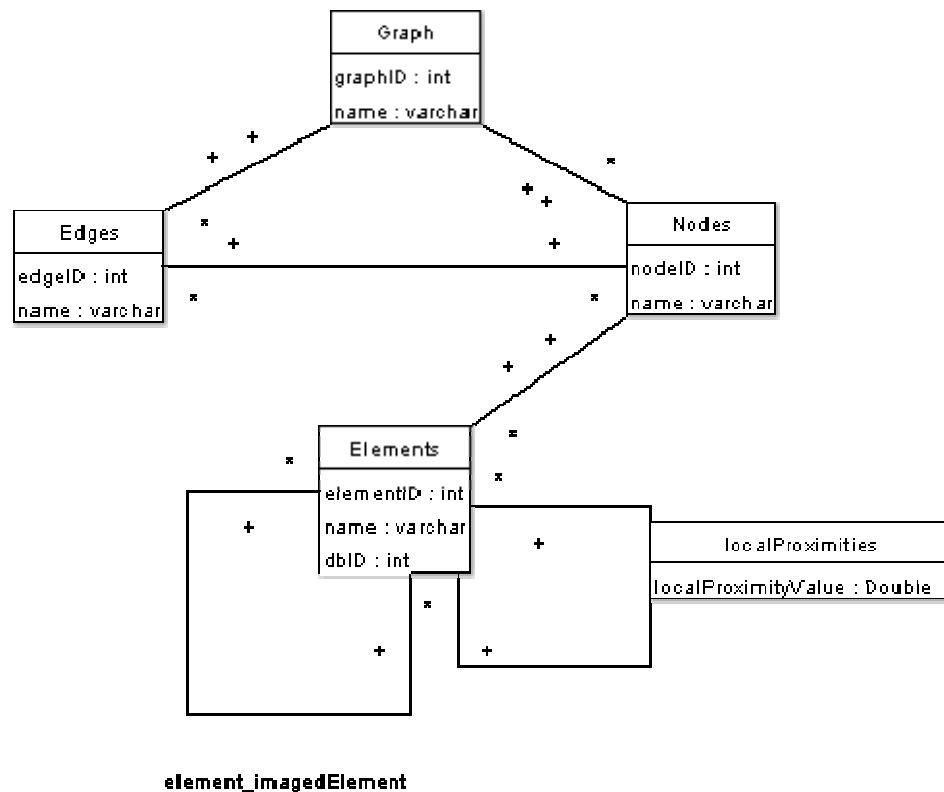 Graph
graphID : int
name : varchar
+
+
*
+
+
*
+
+
*
*
Edges
edgeID : int
name : varchar
Nodes
nodeID : int
name : varchar
+
+
*
*
*
Elements
elementID : int
name : varchar
dbID : int
+
+
*
+
+
localProximities
localProximityValue : Double
element_imagedElement